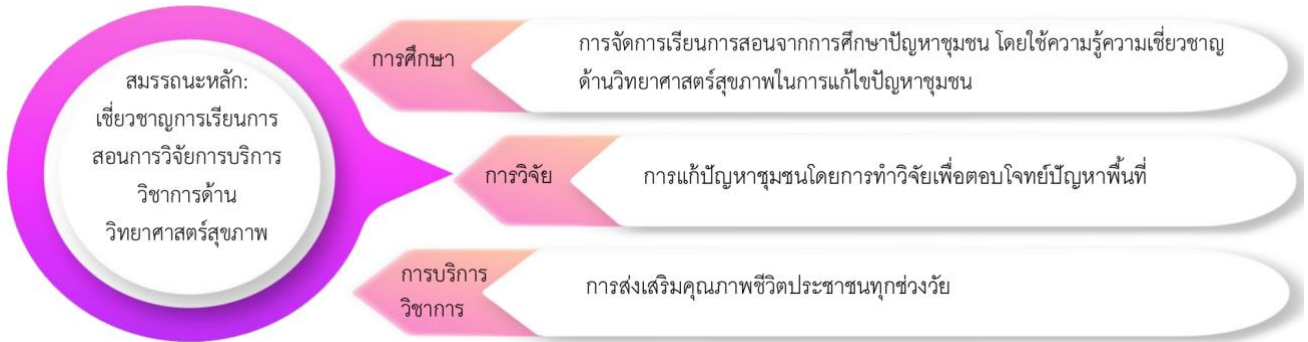 สมรรถนะหลัก:
เชี่ยวชาญการเรียนการ
สอนการวิจัยการบริการ
วิชาการด้าน
วิทยาศาสตร์สุขภาพ
การศึกษา
การจัดการเรียนการสอนจากการศึกษาปัญหาชุมชน โดยใช้ความรู้ความเชี่ยวชาญ
ด้านวิทยาศาสตร์สุขภาพในการแก้ไขปัญหาชุมชน
การวิจัย
การแก้ปัญหาชุมชนโดยการทำวิจัยเพื่อตอบโจทย์ปัญหาพื้นที่
การบริการ
วิชาการ
การส่งเสริมคุณภาพชีวิตประชาชนทุกช่วงวัย